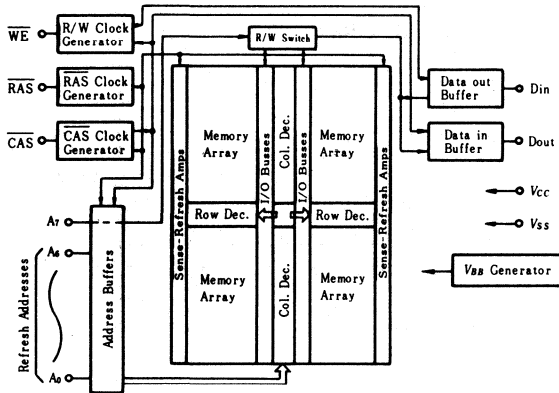 WE
R/W Clock
Generator
RAS
RAS Clock
Generator
CAS
CAS Clock
Generator
R/W Switch
Data out
Buffer
Din
Data in
Buffer
Dout
VCC
VSS
VBB Generator
A7
A6
A0
Refresh Addresses
Address Buffers
Sense-Refresh Amps
Memory
Array
Row Dec.
Memory
Array
I/O Busses
Col. Dec.
Col. Dec.
I/O Busses
Memory
Array
Row Dec.
Memory
Array
Sense-Refresh Amps